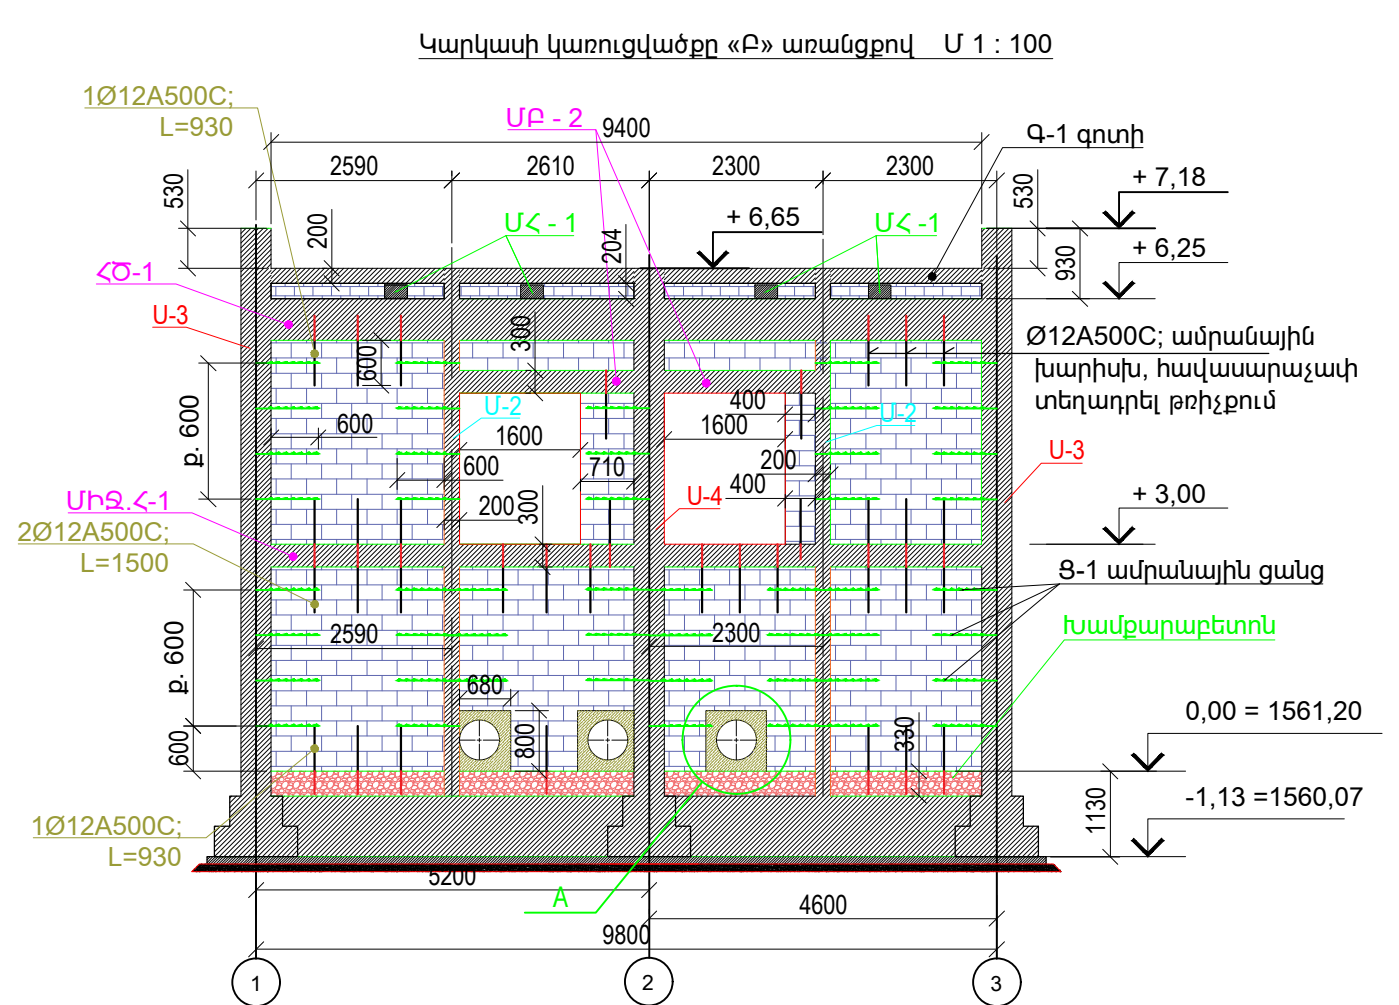 Կարկասի կառուցվածքը «Բ» առանցքով Մ 1 : 100
1Ø12A500C;
L=930
ՄԲ - 2
9400
Գ-1 գոտի
2590
2610
2300
2300
530
200
ՄՀ - 1
204
+ 6,65
ՄՀ -1
530
+ 7,18
930
+ 6,25
ՀԾ-1
Ս-3
300
600
Ø12A500C; ամրանային
խարիսխ, հավասարաչափ
տեղադրել թռիչքում
ք. 600
600
Մ-2
1600
400
1600
Մ-2
600
710
200
Ս-3
200
300
Ս-4
400
+ 3,00
ՄԻՋ.Հ-1
2Ø12A500C;
L=1500
Ց-1 ամրանային ցանց
2590
2300
Խամքարաբետոն
ք. 600
680
800
330
0,00 = 1561,20
600
1130
-1,13 =1560,07
1Ø12A500C;
L=930
5200
A
4600
9800
1
2
3